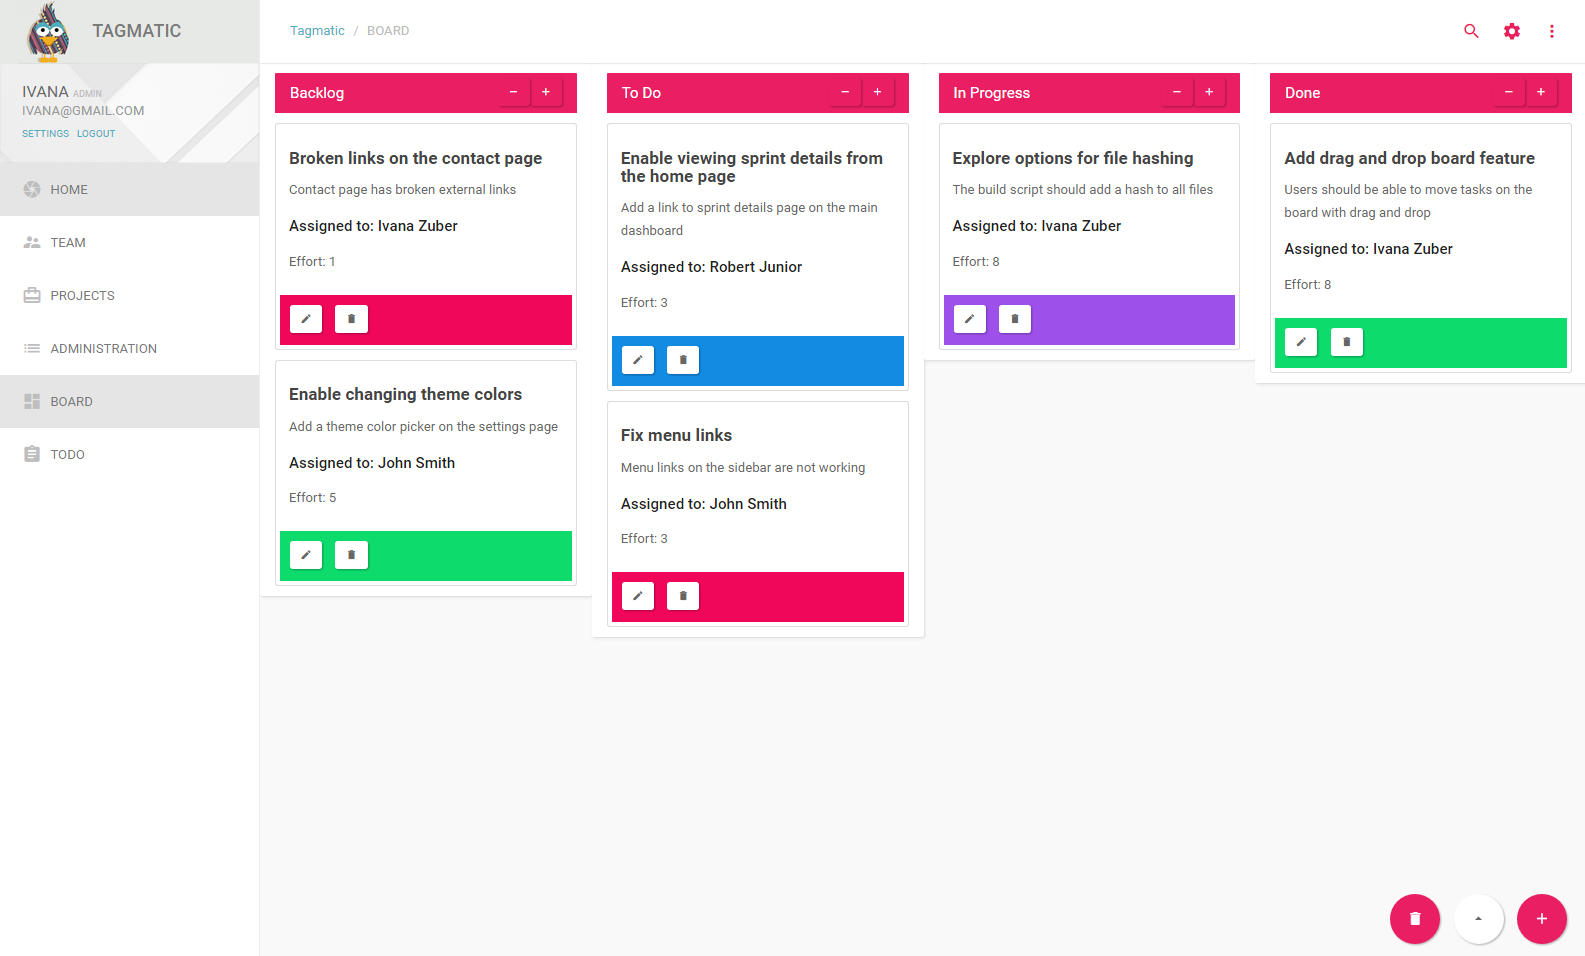 TAGMATIC
Tagmatic / BOARD
IVANA ADMIN
IVANA@GMAIL.COM
SETTINGS LOGOUT
HOME
TEAM
PROJECTS
ADMINISTRATION
BOARD
TODO
Backlog
Broken links on the contact page
Contact page has broken external links
Assigned to: Ivana Zuber
Effort: 1
Enable changing theme colors
Add a theme color picker on the settings page
Assigned to: John Smith
Effort: 5
To Do
Enable viewing sprint details from
the home page
Add a link to sprint details page on the main
dashboard
Assigned to: Robert Junior
Effort: 3
Fix menu links
Menu links on the sidebar are not working
Assigned to: John Smith
Effort: 3
In Progress
Explore options for file hashing
The build script should add a hash to all files
Assigned to: Ivana Zuber
Effort: 8
Done
Add drag and drop board feature
Users should be able to move tasks on the
board with drag and drop
Assigned to: Ivana Zuber
Effort: 8